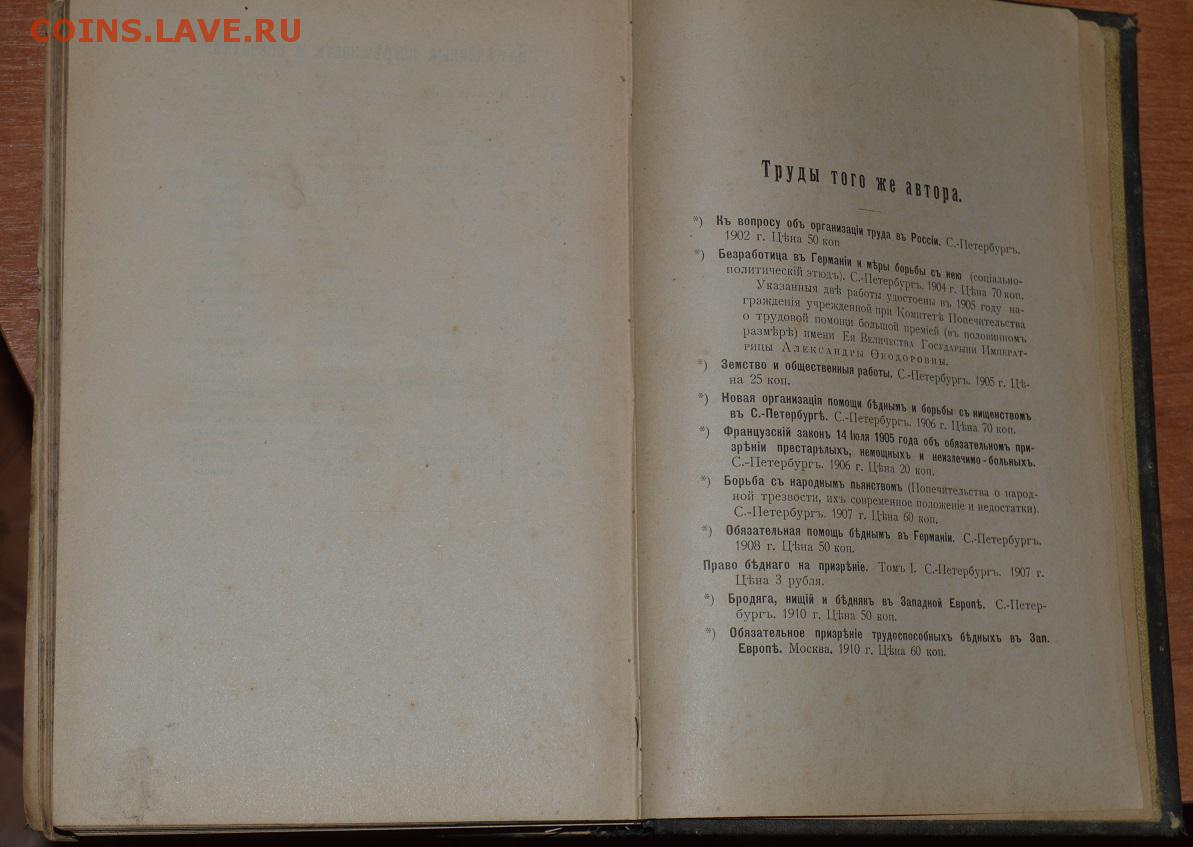 COINS.LAVE.RU
Труды того же автора.
*) Къ вопросу объ организаціи труда въ Россіи. С.-Петербургъ.
1902 г. Цѣна 50 коп
*) Безработица въ Германіи и мѣры борьбы съ нею (соціально-
политическій этюдъ). С.-Петербургъ. 1904 г. Цѣна 70 коп.
Указанныя двѣ работы удостоены въ 1905 году на-
гражденія учрежденной при Комитетѣ Попечительства
о трудовой помощи большой преміей (въ половинном
размѣрѣ) имени Ея Величества Государыни Императ-
рицы Александры Ѳеодоровны.
*) Земство и общественныя работы. С.-Петербургъ. 1905 г. Цѣ-
на 25 коп.
*) Новая организація помощи бѣднымъ и борьбы съ нищенствомъ
въ С.-Петербургѣ. С.-Петербургъ. 1906 г. Цѣна 70 коп.
*) Французскій законъ 14 Іюля 1905 года объ обязательномъ при-
зрѣніи престарѣлыхъ, немощныхъ и неизлечимо-больныхъ.
С.-Петербургъ. 1906 г. Цѣна 20 коп.
*) Борьба съ народнымъ пьянствомъ (Попечительства о народ-
ной трезвости, ихъ современное положеніе и недостатки).
С.-Петербургъ. 1907 г. Цѣна 60 коп.
*) Обязательная помощь бѣднымъ въ Германіи. С.-Петербургъ.
1908 г. Цѣна 50 коп.
Право бѣднаго на призрѣніе. Томъ I. С.-Петербургъ. 1907 г.
Цѣна 3 рубля.
*) Бродяга, нищій и бѣднякъ въ Западной Европѣ. С.-Петер-
бургъ. 1910 г. Цѣна 50 коп.
*) Обязательное призрѣніе трудоспособныхъ бѣдныхъ въ Зап.
Европѣ. Москва. 1910 г. Цѣна 60 коп.